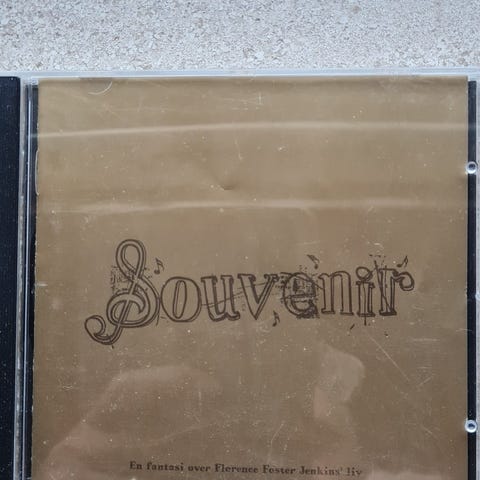 Souvenir
En fantasi over Florence Foster Jenkins' liv